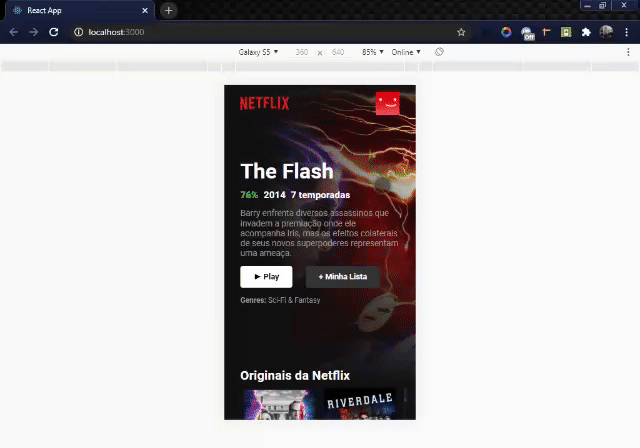 React App
localhost:3000
Off
Galaxy S5 ▼ 360 × 640 85% ▼ Online ▼
NETFLIX
The Flash
76% 2014 7 temporadas
Barry enfrenta diversos assassinos que
invadem a premiação onde ele
acompanha Iris, mas os efeitos colaterais
de seus novos superpoderes representam
uma ameaça.
► Play
+ Minha Lista
Genres: Sci-Fi & Fantasy
Originais da Netflix
RIVERDALE